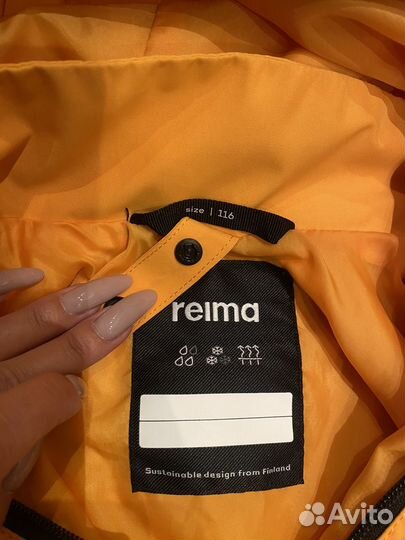 size | 116
reima
Sustainable design from Finland
Avito